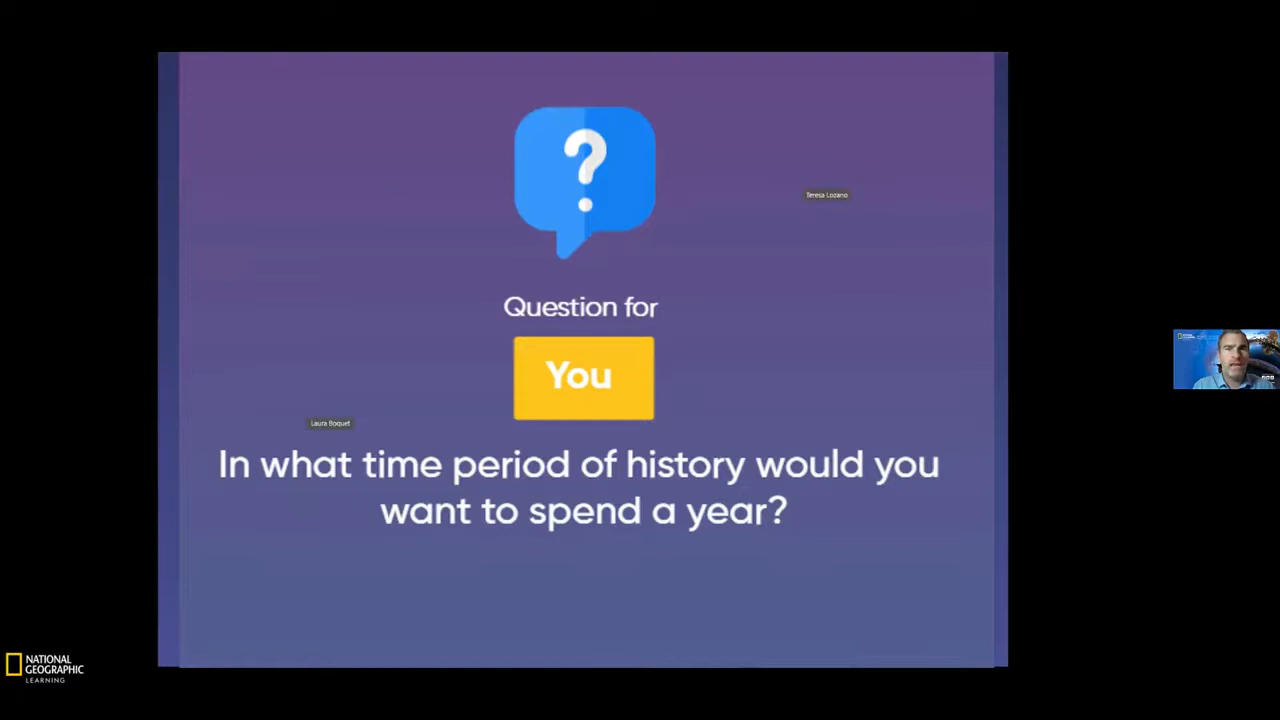 ?
Teresa Lozano
Question for
You
Laura Boquet
In what time period of history would you
want to spend a year?
NATIONAL
GEOGRAPHIC
LEARNING